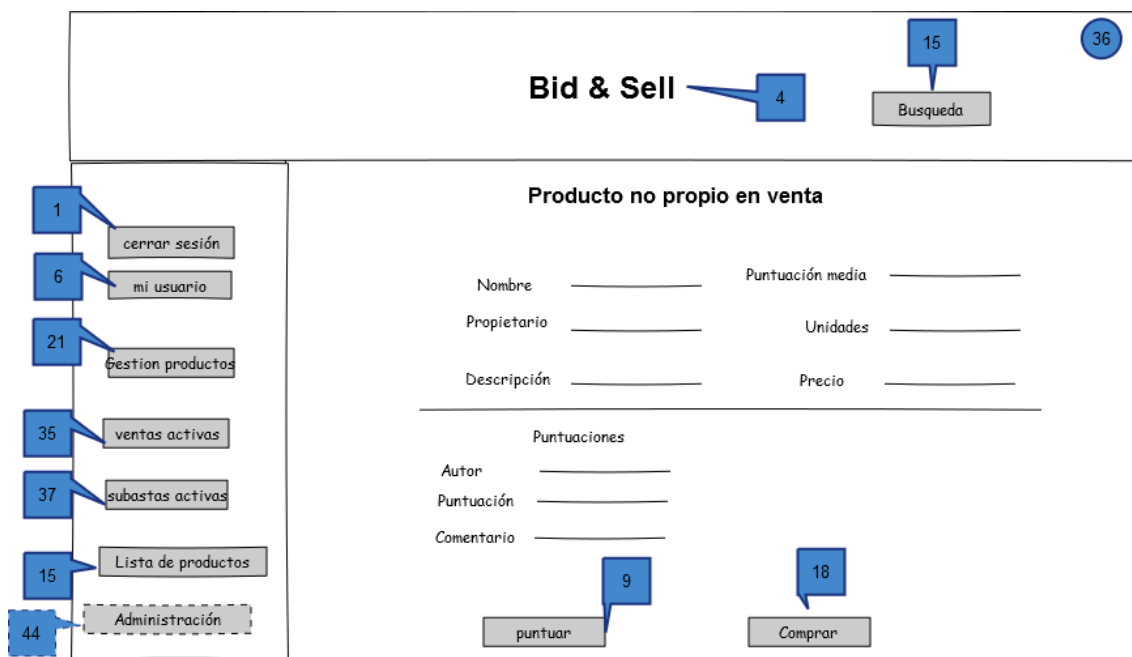 15
36
Bid & Sell
4
Busqueda
1
cerrar sesión
6
mi usuario
21
Gestion productos
35
ventas activas
37
subastas activas
15
Lista de productos
44
Administración
Producto no propio en venta
Nombre
Puntuación media
Propietario
Unidades
Descripción
Precio
Puntuaciones
Autor
Puntuación
Comentario
9
18
puntuar
Comprar